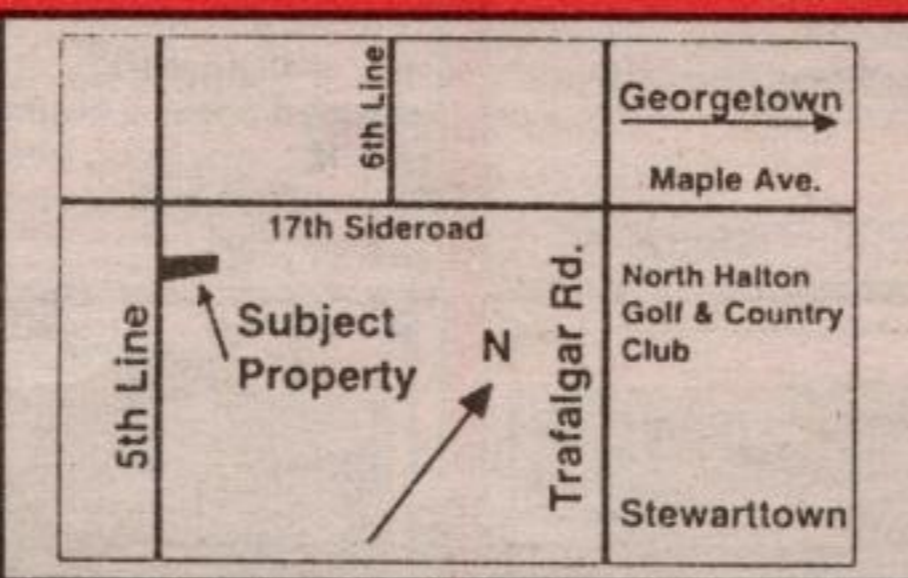 6th Line
Georgetown
Maple Ave.
17th Sideroad
5th Line
Subject
Property
N
Trafalgar Rd.
North Halton
Golf & Country
Club
Stewarttown